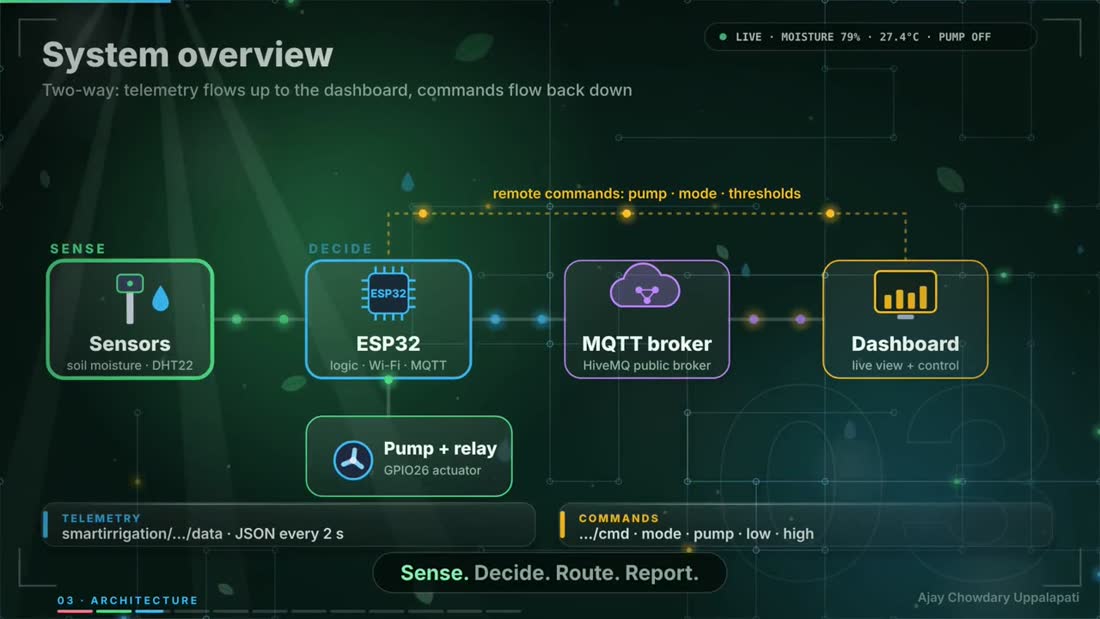 System overview
LIVE · MOISTURE 79% · 27.4°C · PUMP OFF
Two-way: telemetry flows up to the dashboard, commands flow back down
remote commands: pump · mode · thresholds
SENSE
DECIDE
ESP32
Sensors
soil moisture · DHT22
ESP32
logic · Wi-Fi · MQTT
MQTT broker
HiveMQ public broker
Dashboard
live view + control
Pump + relay
GPIO26 actuator
03
TELEMETRY
smartirrigation/.../data · JSON every 2 s
COMMANDS
.../cmd · mode · pump · low · high
Sense. Decide. Route. Report.
03 · ARCHITECTURE
Ajay Chowdary Uppalapati